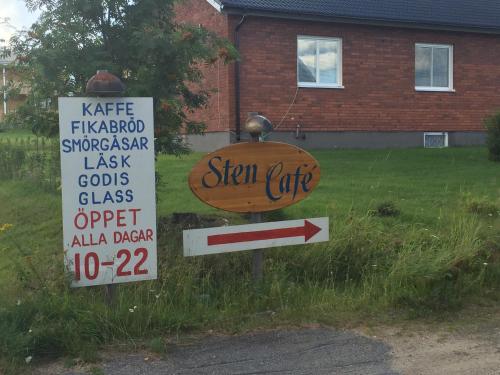 KAFFE
FIKABRÖD
SMÖRGÅSAR
LÄSK
GODIS
GLASS
ÖPPET
ALLA DAGAR
10-22
Sten Café